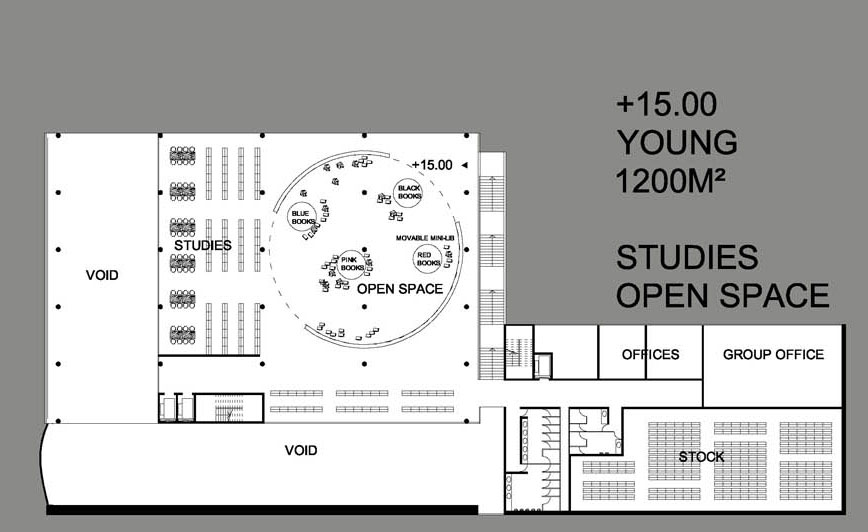 +15.00
YOUNG
1200M²
STUDIES
OPEN SPACE
+15.00
BLACK
BOOKS
BLUE
BOOKS
STUDIES
MOVABLE MINI-LIB
RED
BOOKS
PINK
BOOKS
VOID
OPEN SPACE
OFFICES
GROUP OFFICE
VOID
STOCK